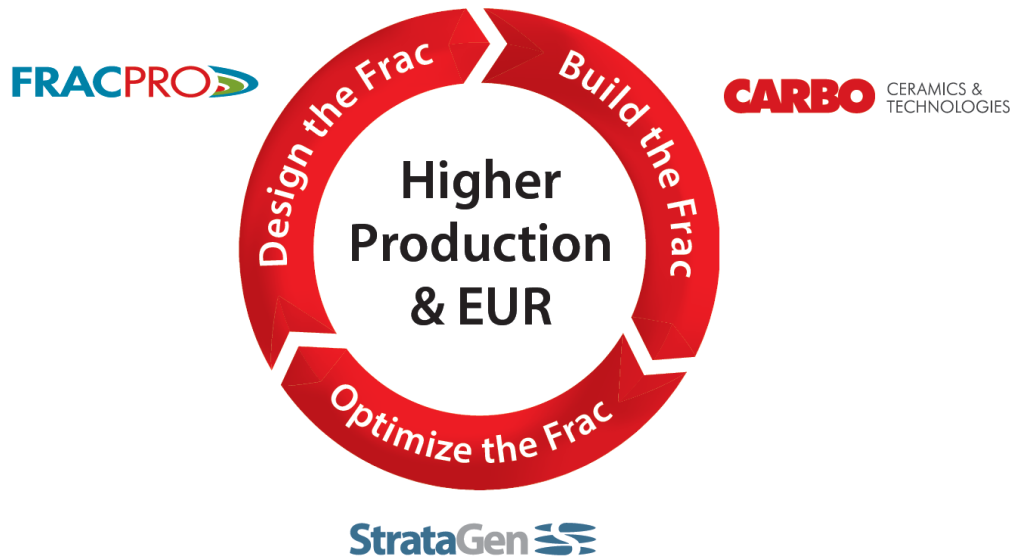 FRACPRO
Design the Frac
Build the Frac
CARBO CERAMICS &
TECHNOLOGIES
Higher
Production
& EUR
Optimize the Frac
StrataGen